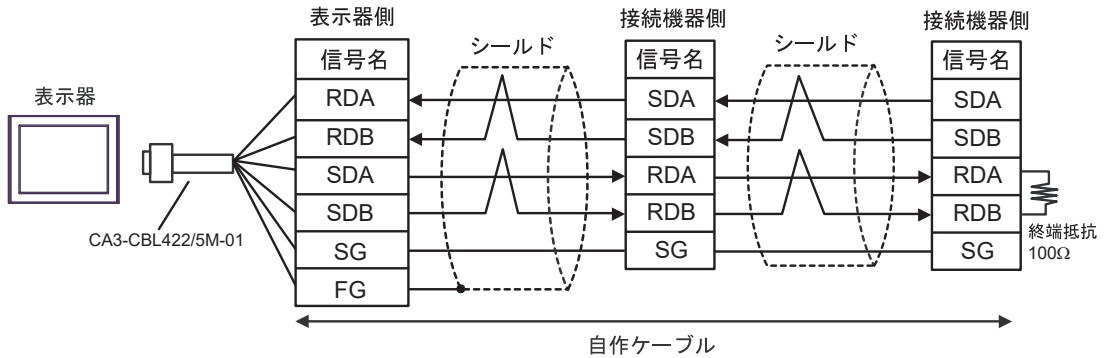 表示器
CA3-CBL422/5M-01
表示器側
信号名
RDA
RDB
SDA
SDB
SG
FG
シールド
接続機器側
信号名
SDA
SDB
RDA
RDB
SG
シールド
接続機器側
信号名
SDA
SDB
RDA
RDB
SG
終端抵抗
100Ω
自作ケーブル